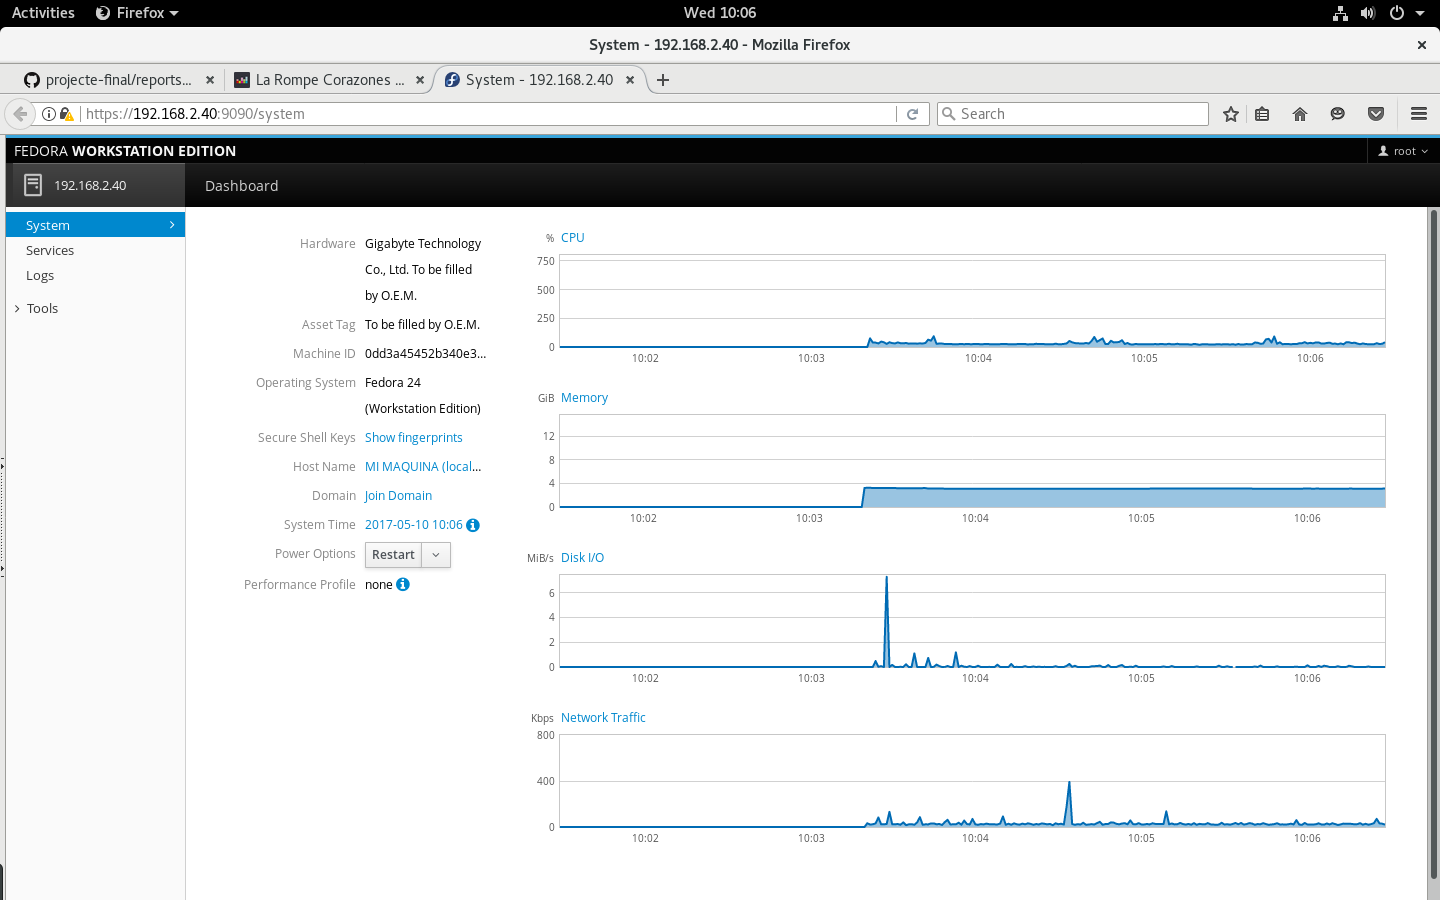 Activities Firefox Wed 10:06
System - 192.168.2.40 - Mozilla Firefox
projecte-final/reports... La Rompe Corazones ... System - 192.168.2.40
https://192.168.2.40:9090/system Search
FEDORA WORKSTATION EDITION root
192.168.2.40 Dashboard
System
Services
Logs
Tools
Hardware Gigabyte Technology
Co., Ltd. To be filled
by O.E.M.
Asset Tag To be filled by O.E.M.
Machine ID 0dd3a45452b340e3...
Operating System Fedora 24
(Workstation Edition)
Secure Shell Keys Show fingerprints
Host Name MI MAQUINA (local...
Domain Join Domain
System Time 2017-05-10 10:06
Power Options Restart
Performance Profile none
% CPU
750
500
250
0
10:02 10:03 10:04 10:05 10:06
GiB Memory
12
8
4
0
10:02 10:03 10:04 10:05 10:06
MiB/s Disk I/O
6
4
2
0
10:02 10:03 10:04 10:05 10:06
Kbps Network Traffic
800
400
0
10:02 10:03 10:04 10:05 10:06